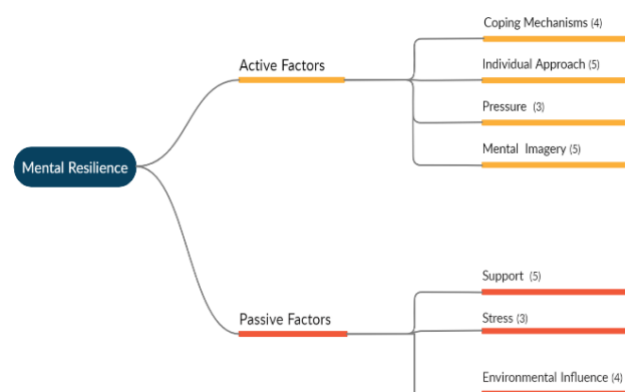 Coping Mechanisms (4)
Active Factors
Individual Approach (5)
Pressure (3)
Mental Imagery (5)
Mental Resilience
Support (5)
Passive Factors
Stress (3)
Environmental Influence (4)